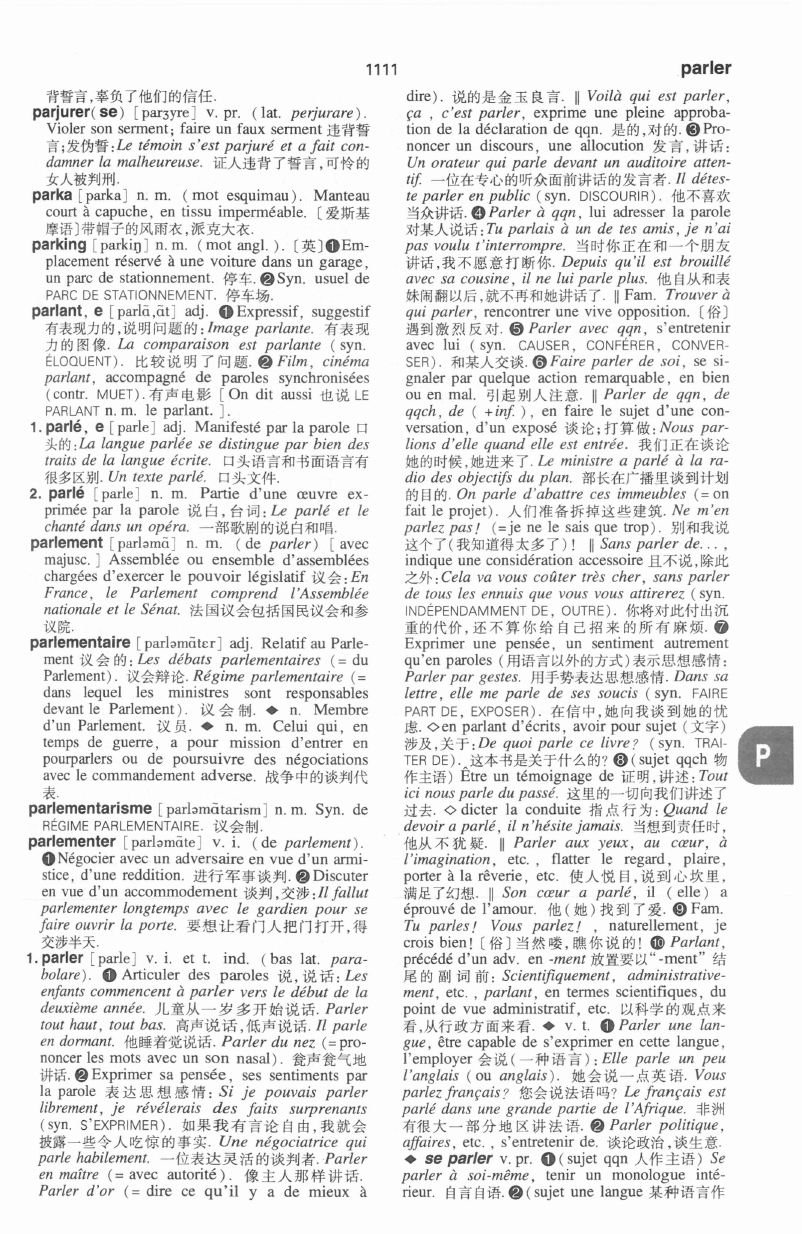 1111
parler
背誓言,辜负了他们的信任.
parjurer(se) [parʒyre] v. pr. (lat. perjurare).
Violer son serment; faire un faux serment 违背誓
言;发伪誓:Le témoin s'est parjuré et a fait con-
damner la malheureuse. 证人违背了誓言,可怜的
女人被判刑.
parka [parka] n. m. (mot esquimau). Manteau
court à capuche, en tissu imperméable. [爱斯基
摩语]带帽子的风雨衣,派克大衣.
parking [parkiŋ] n. m. (mot angl.). [英]❶Em-
placement réservé à une voiture dans un garage,
un parc de stationnement. 停车.❷Syn. usuel de
PARC DE STATIONNEMENT. 停车场.
parlant, e [parlɑ̃,ɑ̃t] adj. ❶Expressif, suggestif
有表现力的,说明问题的:Image parlante. 有表现
力的图像. La comparaison est parlante (syn.
ÉLOQUENT). 比较说明了问题. ❷ Film, cinéma
parlant, accompagné de paroles synchronisées
(contr. MUET).有声电影 [On dit aussi 也说 LE
PARLANT n. m. le parlant.].
1. parlé, e [parle] adj. Manifesté par la parole 口
头的:La langue parlée se distingue par bien des
traits de la langue écrite. 口头语言和书面语言有
很多区别. Un texte parlé. 口头文件.
2. parlé [parle] n. m. Partie d'une œuvre ex-
primée par la parole 说白,台词:Le parlé et le
chanté dans un opéra. 一部歌剧的说白和唱.
parlement [parləmɑ̃] n. m. (de parler) [avec
majusc.] Assemblée ou ensemble d'assemblées
chargées d'exercer le pouvoir législatif 议会:En
France, le Parlement comprend l'Assemblée
nationale et le Sénat. 法国议会包括国民议会和参
议院.
parlementaire [parləmɑ̃tɛr] adj. Relatif au Parle-
ment 议会的:Les débats parlementaires (= du
Parlement). 议会辩论. Régime parlementaire (=
dans lequel les ministres sont responsables
devant le Parlement). 议会制. ◆ n. Membre
d'un Parlement. 议员. ◆ n. m. Celui qui, en
temps de guerre, a pour mission d'entrer en
pourparlers ou de poursuivre des négociations
avec le commandement adverse. 战争中的谈判代
表.
parlementarisme [parləmɑ̃tarism] n. m. Syn. de
RÉGIME PARLEMENTAIRE. 议会制.
parlementer [parləmɑ̃te] v. i. (de parlement).
❶Négocier avec un adversaire en vue d'un armi-
stice, d'une reddition. 进行军事谈判.❷Discuter
en vue d'un accommodement 谈判,交涉:Il fallut
parlementer longtemps avec le gardien pour se
faire ouvrir la porte. 要想让看门人把门打开,得
交涉半天.
1. parler [parle] v. i. et t. ind. (bas lat. para-
bolare). ❶ Articuler des paroles 说,说话:Les
enfants commencent à parler vers le début de la
deuxième année. 儿童从一岁多开始说话. Parler
tout haut, tout bas. 高声说话,低声说话. Il parle
en dormant. 他睡着觉说话. Parler du nez (=pro-
noncer les mots avec un son nasal). 瓮声瓮气地
讲话.❷Exprimer sa pensée, ses sentiments par
la parole 表达思想感情: Si je pouvais parler
librement, je révélerais des faits surprenants
(syn. S'EXPRIMER). 如果我有言论自由,我就会
披露一些令人吃惊的事实. Une négociatrice qui
parle habilement. 一位表达灵活的谈判者. Parler
en maître (= avec autorité). 像主人那样讲话.
Parler d'or (= dire ce qu'il y a de mieux à
dire). 说的是金玉良言. ‖ Voilà qui est parler,
ça, c'est parler, exprime une pleine approba-
tion de la déclaration de qqn. 是的,对的.❸Pro-
noncer un discours, une allocution 发言,讲话:
Un orateur qui parle devant un auditoire atten-
tif. 一位在专心的听众面前讲话的发言者. Il détes-
te parler en public (syn. DISCOURIR). 他不喜欢
当众讲话.❹Parler à qqn, lui adresser la parole
对某人说话:Tu parlais à un de tes amis, je n'ai
pas voulu t'interrompre. 当时你正在和一个朋友
讲话,我不愿意打断你. Depuis qu'il est brouillé
avec sa cousine, il ne lui parle plus. 他自从和表
妹闹翻以后,就不再和她讲话了. ‖ Fam. Trouver à
qui parler, rencontrer une vive opposition. [俗]
遇到激烈反对. ❺ Parler avec qqn, s'entretenir
avec lui (syn. CAUSER, CONFÉRER, CONVER-
SER). 和某人交谈.❻Faire parler de soi, se si-
gnaler par quelque action remarquable, en bien
ou en mal. 引起别人注意. ‖ Parler de qqn, de
qqch, de (+inf.), en faire le sujet d'une con-
versation, d'un exposé 谈论;打算做:Nous par-
lions d'elle quand elle est entrée. 我们正在谈论
她的时候,她进来了. Le ministre a parlé à la ra-
dio des objectifs du plan. 部长在广播里谈到计划
的目的. On parle d'abattre ces immeubles (=on
fait le projet). 人们准备拆掉这些建筑. Ne m'en
parlez pas! (=je ne le sais que trop). 别和我说
这个了(我知道得太多了)! ‖ Sans parler de...,
indique une considération accessoire 且不说,除此
之外:Cela va vous coûter très cher, sans parler
de tous les ennuis que vous vous attirerez (syn.
INDÉPENDAMMENT DE, OUTRE). 你将对此付出沉
重的代价,还不算你给自己招来的所有麻烦. ❼
Exprimer une pensée, un sentiment autrement
qu'en paroles (用语言以外的方式)表示思想感情:
Parler par gestes. 用手势表达思想感情. Dans sa
lettre, elle me parle de ses soucis (syn. FAIRE
PART DE, EXPOSER). 在信中,她向我谈到她的忧
虑. ◇en parlant d'écrits, avoir pour sujet (文字)
涉及,关于:De quoi parle ce livre? (syn. TRAI-
TER DE). 这本书是关于什么的? ❽(sujet qqch 物
作主语) Être un témoignage de 证明,讲述:Tout
ici nous parle du passé. 这里的一切向我们讲述了
过去. ◇ dicter la conduite 指点行为:Quand le
devoir a parlé, il n'hésite jamais. 当想到责任时,
他从不犹疑. ‖ Parler aux yeux, au cœur, à
l'imagination, etc., flatter le regard, plaire,
porter à la rêverie, etc. 使人悦目,说到心坎里,
满足了幻想. ‖ Son cœur a parlé, il (elle) a
éprouvé de l'amour. 他(她)找到了爱. ❾ Fam.
Tu parles! Vous parlez!, naturellement, je
crois bien! [俗]当然喽,瞧你说的! ❿ Parlant,
précédé d'un adv. en -ment 放置要以“-ment”结
尾的副词前: Scientifiquement, administrative-
ment, etc., parlant, en termes scientifiques, du
point de vue administratif, etc. 以科学的观点来
看,从行政方面来看. ◆ v. t. ❶ Parler une lan-
gue, être capable de s'exprimer en cette langue,
l'employer 会说(一种语言): Elle parle un peu
l'anglais (ou anglais). 她会说一点英语. Vous
parlez français? 您会说法语吗? Le français est
parlé dans une grande partie de l'Afrique. 非洲
有很大一部分地区讲法语. ❷ Parler politique,
affaires, etc., s'entretenir de. 谈论政治,谈生意.
◆ se parler v. pr. ❶(sujet qqn 人作主语) Se
parler à soi-même, tenir un monologue inté-
rieur. 自言自语.❷(sujet une langue 某种语言作
P